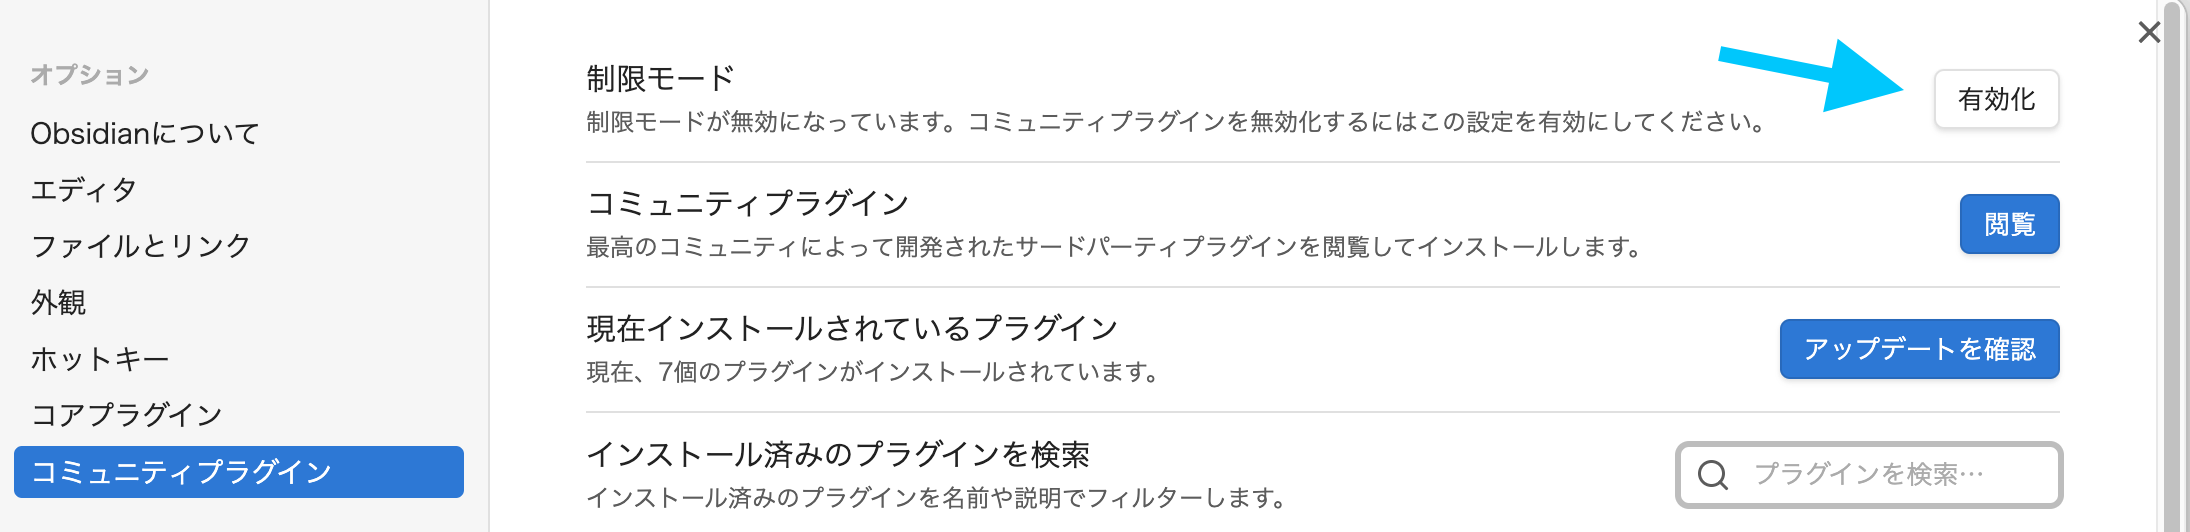 オプション
Obsidianについて
エディタ
ファイルとリンク
外観
ホットキー
コアプラグイン
コミュニティプラグイン
制限モード
制限モードが無効になっています。コミュニティプラグインを無効化するにはこの設定を有効にしてください。
有効化
コミュニティプラグイン
最高のコミュニティによって開発されたサードパーティプラグインを閲覧してインストールします。
閲覧
現在インストールされているプラグイン
現在、7個のプラグインがインストールされています。
アップデートを確認
インストール済みのプラグインを検索
インストール済みのプラグインを名前や説明でフィルターします。
プラグインを検索…